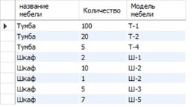 название мебели Количество Модель мебели
Тумба 100 Т-1
Тумба 20 Т-2
Тумба 5 Т-4
Шкаф 2 Ш-1
Шкаф 10 Ш-2
Шкаф 1 Ш-2
Шкаф 5 Ш-3
Шкаф 7 Ш-5